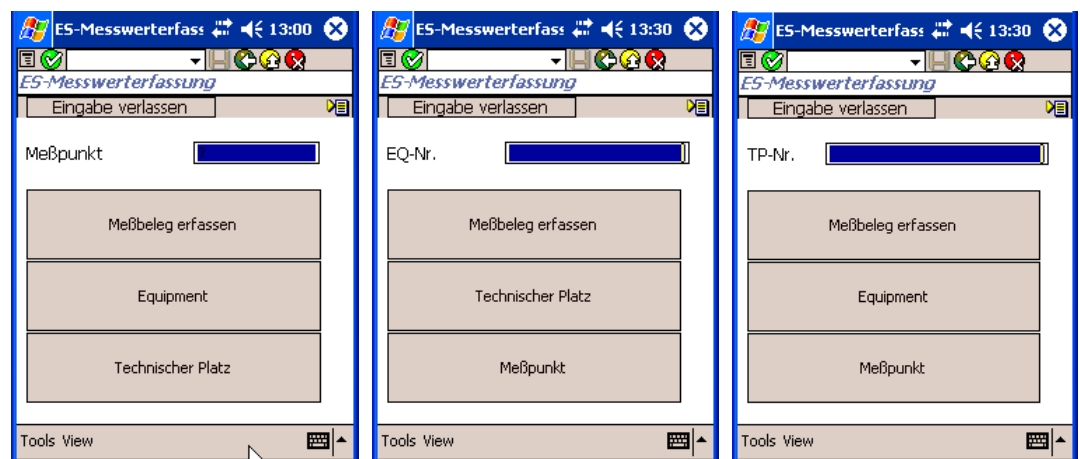 ES-Messwerterfass 13:00
ES-Messwerterfassung
Eingabe verlassen
Meßpunkt
Meßbeleg erfassen
Equipment
Technischer Platz
Tools View
ES-Messwerterfass 13:30
ES-Messwerterfassung
Eingabe verlassen
EQ-Nr.
Meßbeleg erfassen
Technischer Platz
Meßpunkt
Tools View
ES-Messwerterfass 13:30
ES-Messwerterfassung
Eingabe verlassen
TP-Nr.
Meßbeleg erfassen
Equipment
Meßpunkt
Tools View